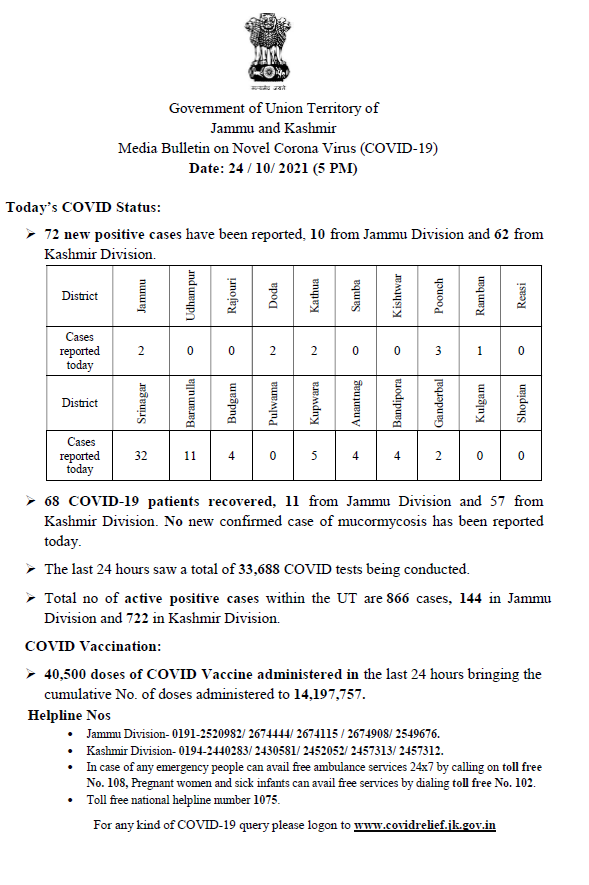 सत्यमेव जयते
Government of Union Territory of
Jammu and Kashmir
Media Bulletin on Novel Corona Virus (COVID-19)
Date: 24 / 10/ 2021 (5 PM)
Today's COVID Status:
➢ 72 new positive cases have been reported, 10 from Jammu Division and 62 from
Kashmir Division.
District Jammu Udhampur Rajouri Doda Kathua Samba Kishtwar Poonch Ramban Reasi
Cases
reported
today
2 0 0 2 2 0 0 3 1 0
District Srinagar Baramulla Budgam Pulwama Kupwara Anantnag Bandipora Ganderbal Kulgam Shopian
Cases
reported
today
32 11 4 0 5 4 4 2 0 0
➢ 68 COVID-19 patients recovered, 11 from Jammu Division and 57 from
Kashmir Division. No new confirmed case of mucormycosis has been reported
today.
➢ The last 24 hours saw a total of 33,688 COVID tests being conducted.
➢ Total no of active positive cases within the UT are 866 cases, 144 in Jammu
Division and 722 in Kashmir Division.
COVID Vaccination:
➢ 40,500 doses of COVID Vaccine administered in the last 24 hours bringing the
cumulative No. of doses administered to 14,197,757.
Helpline Nos
• Jammu Division- 0191-2520982/ 2674444/ 2674115 / 2674908/ 2549676.
• Kashmir Division- 0194-2440283/ 2430581/ 2452052/ 2457313/ 2457312.
• In case of any emergency people can avail free ambulance services 24x7 by calling on toll free
No. 108, Pregnant women and sick infants can avail free services by dialing toll free No. 102.
• Toll free national helpline number 1075.
For any kind of COVID-19 query please logon to www.covidrelief.jk.gov.in